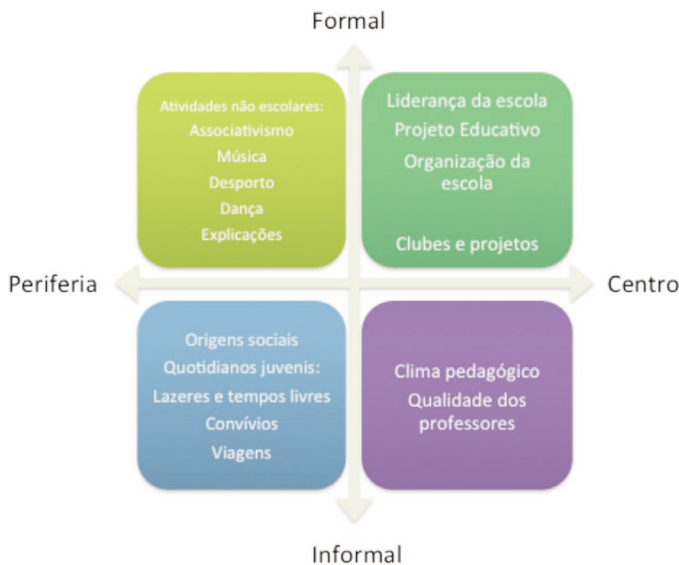 Formal
Atividades não escolares:
Associativismo
Música
Desporto
Dança
Explicações
Liderança da escola
Projeto Educativo
Organização da
escola
Clubes e projetos
Periferia
Centro
Origens sociais
Quotidianos juvenis:
Lazeres e tempos livres
Convívios
Viagens
Clima pedagógico
Qualidade dos
professores
Informal